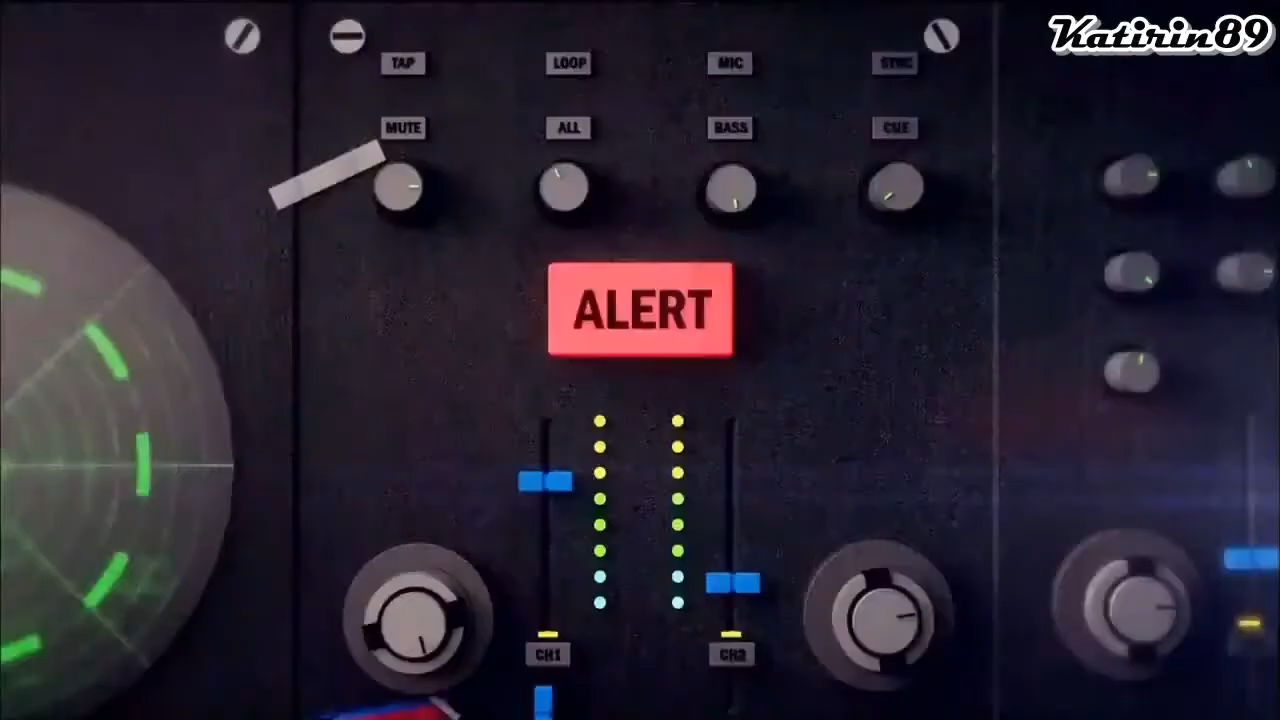 Katirin89
TAP LOOP MIC SYNC
MUTE ALL BASS CUE
ALERT
CH1 CH2